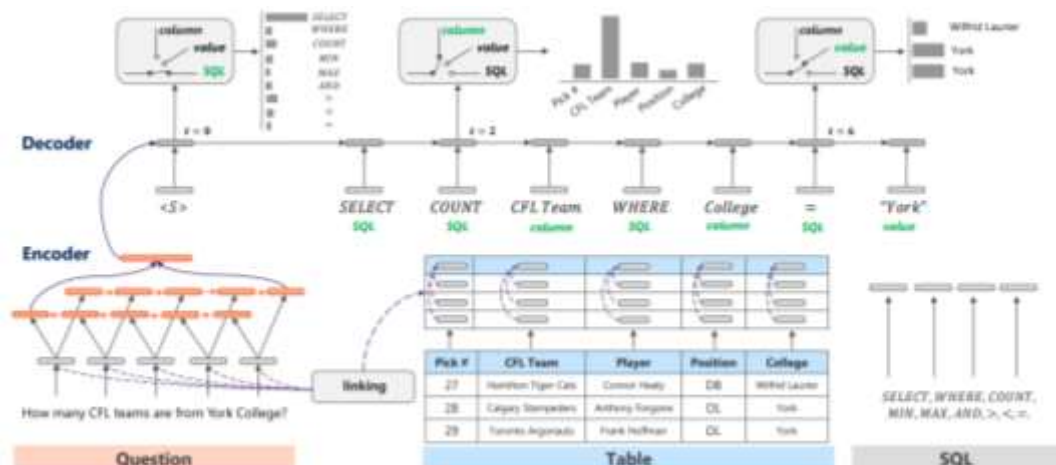 column
value
SQL
SELECT
WHERE
COUNT
MIN
MAX
AND
>
<
=
column
value
SQL
Pick #
CFL Team
Player
Position
College
column
value
SQL
Wilfrid Laurier
York
York
Decoder
t = 0
t = 2
t = 6
<S>
SELECT COUNT CFL Team WHERE College = "York"
SQL SQL column SQL column SQL value
Encoder
linking
Pick # CFL Team Player Position College
27 Hamilton Tiger Cats Connor Healy DB Wilfrid Laurier
28 Calgary Stampeders Anthony Forgione OL York
29 Toronto Argonauts Frank Hoffman DL York
How many CFL teams are from York College?
SELECT, WHERE, COUNT,
MIN, MAX, AND, >, <, =.
Question
Table
SQL